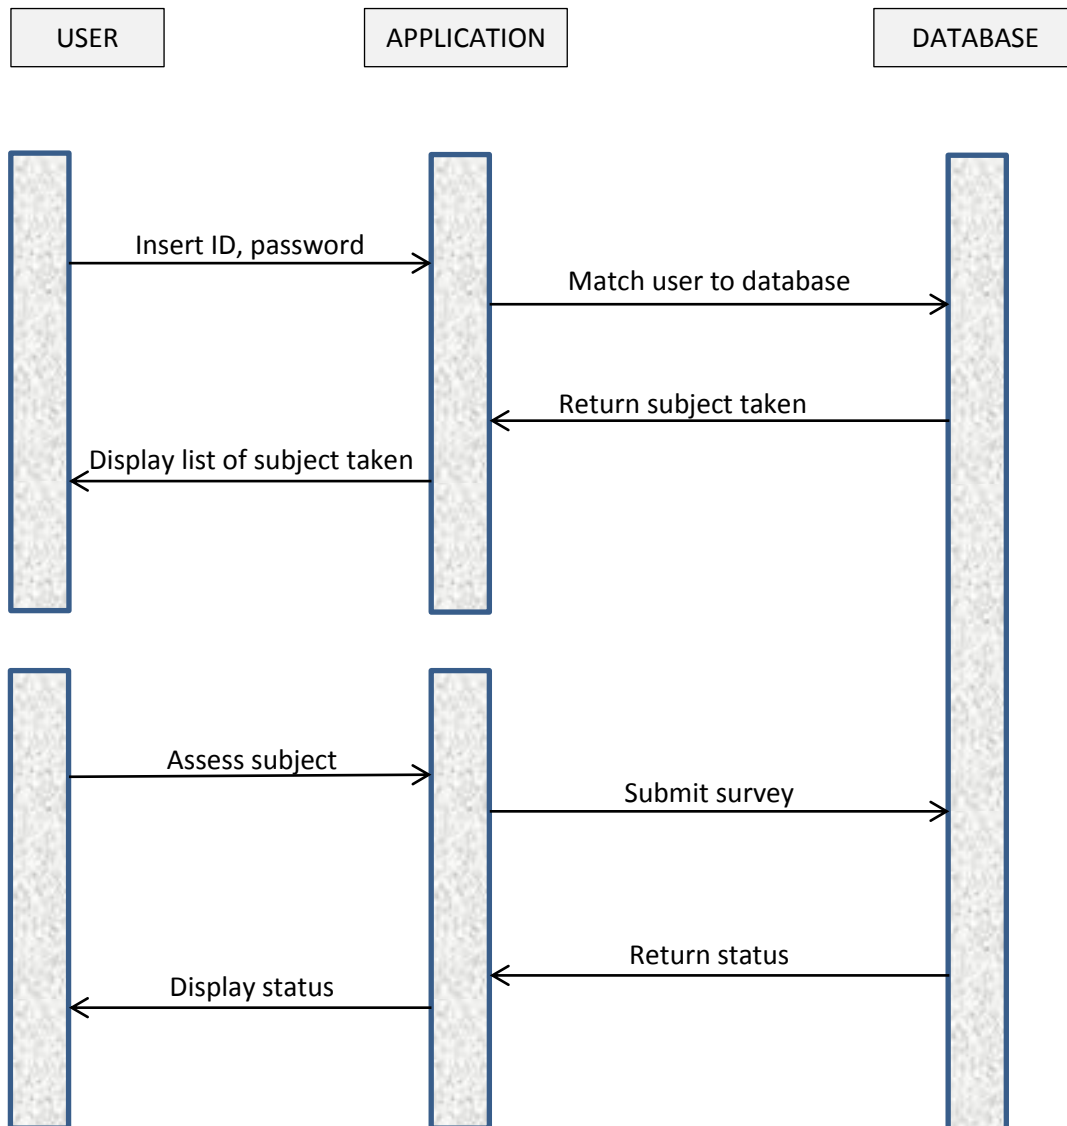 USER
APPLICATION
DATABASE
Insert ID, password
Match user to database
Return subject taken
Display list of subject taken
Assess subject
Submit survey
Return status
Display status